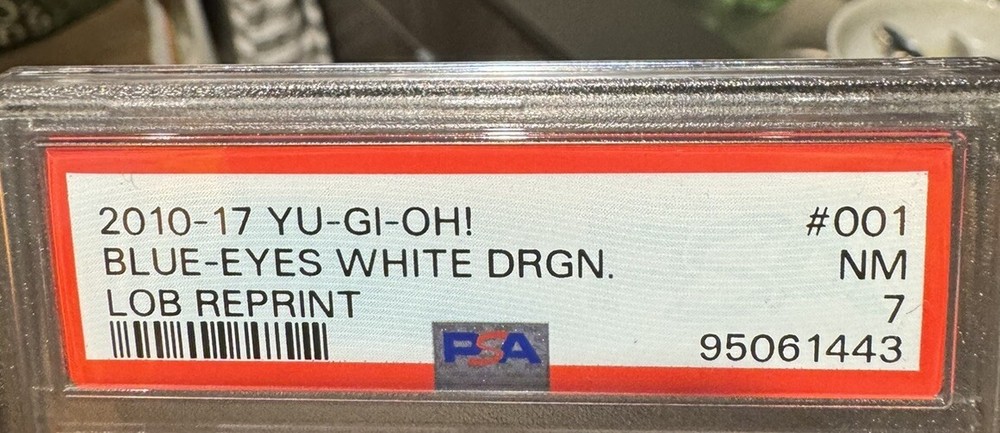 2010-17 YU-GI-OH! #001
BLUE-EYES WHITE DRGN. NM
LOB REPRINT 7
PSA 95061443